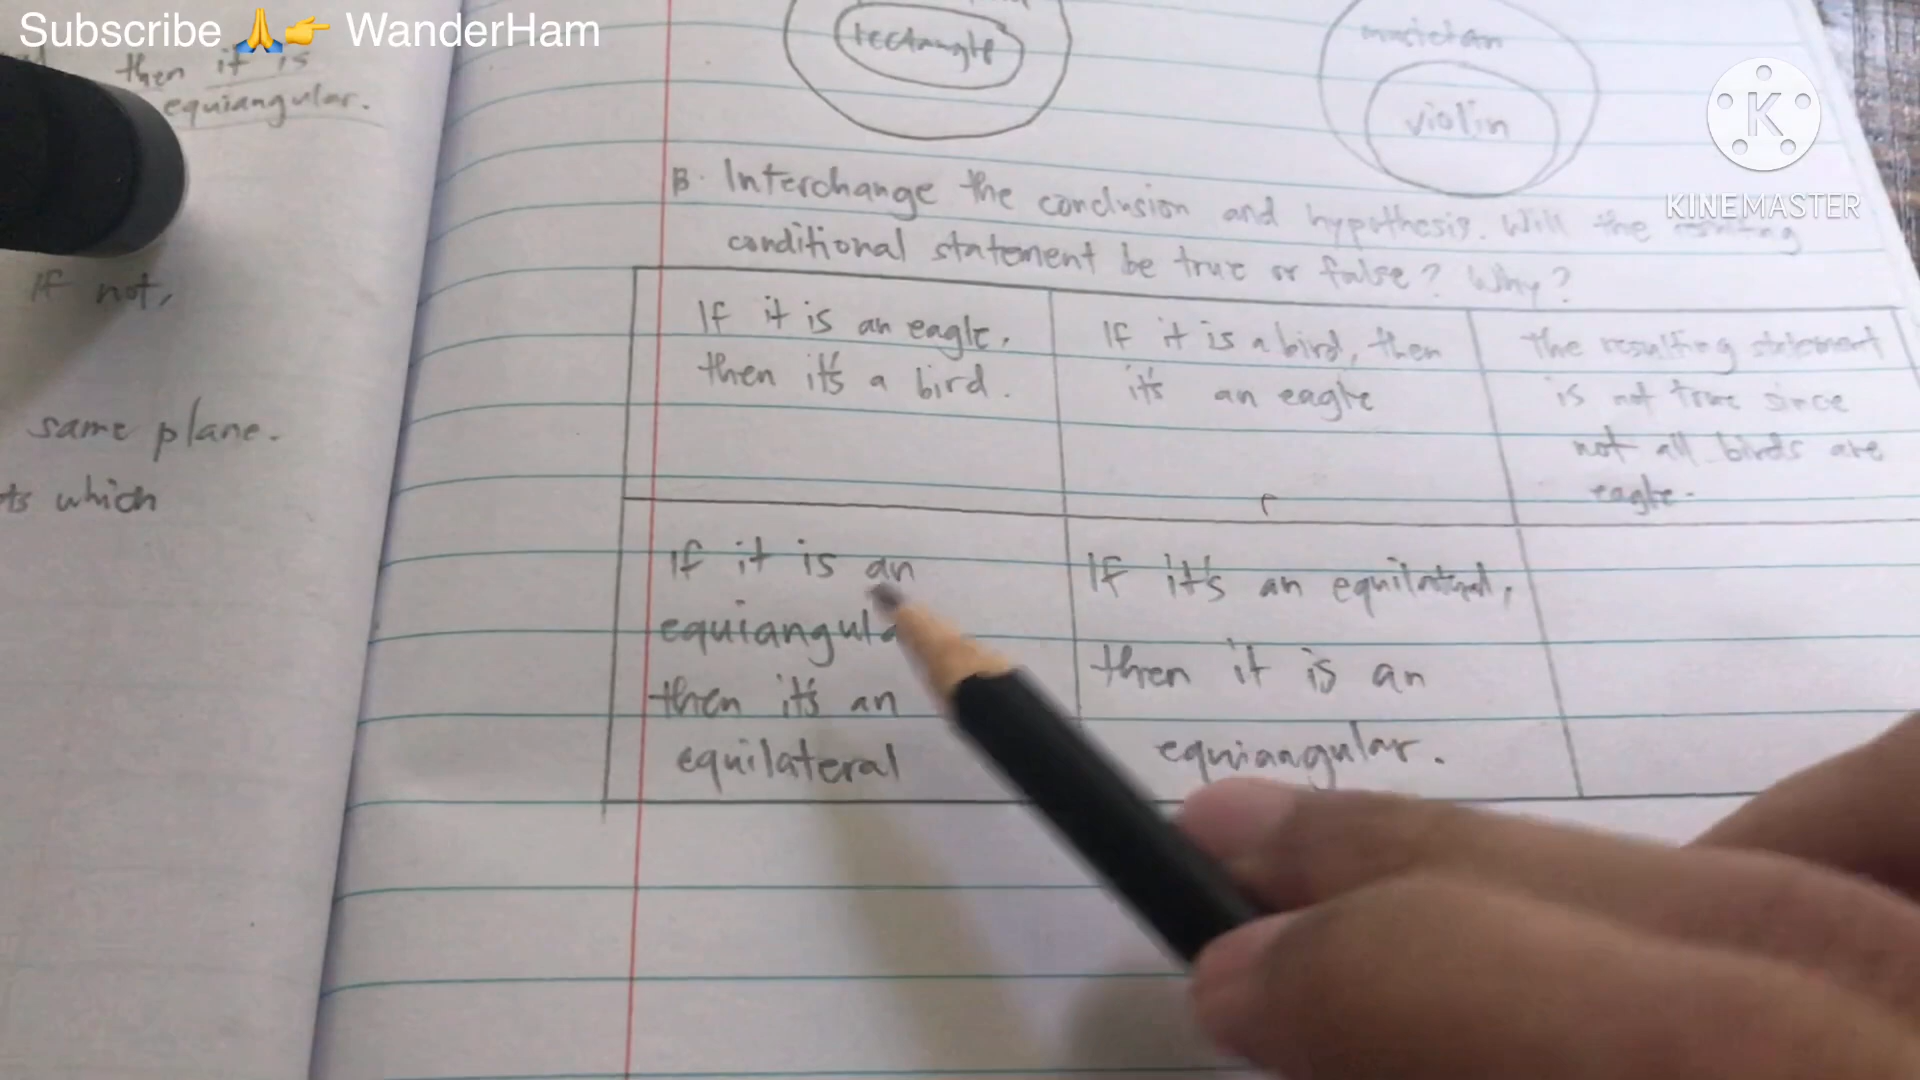 Subscribe 🙏👉 WanderHam
then it is
equiangular.
If not,
same plane.
which
rectangle
musician
violin
KINEMASTER
B. Interchange the conclusion and hypothesis. Will the resulting
conditional statement be true or false? Why?
If it is an eagle,
then it's a bird.
If it is a bird, then
it's an eagle
The resulting statement
is not true since
not all birds are
eagle.
If it is an
equiangula
then it's an
equilateral
If it's an equilateral,
then it is an
equiangular.